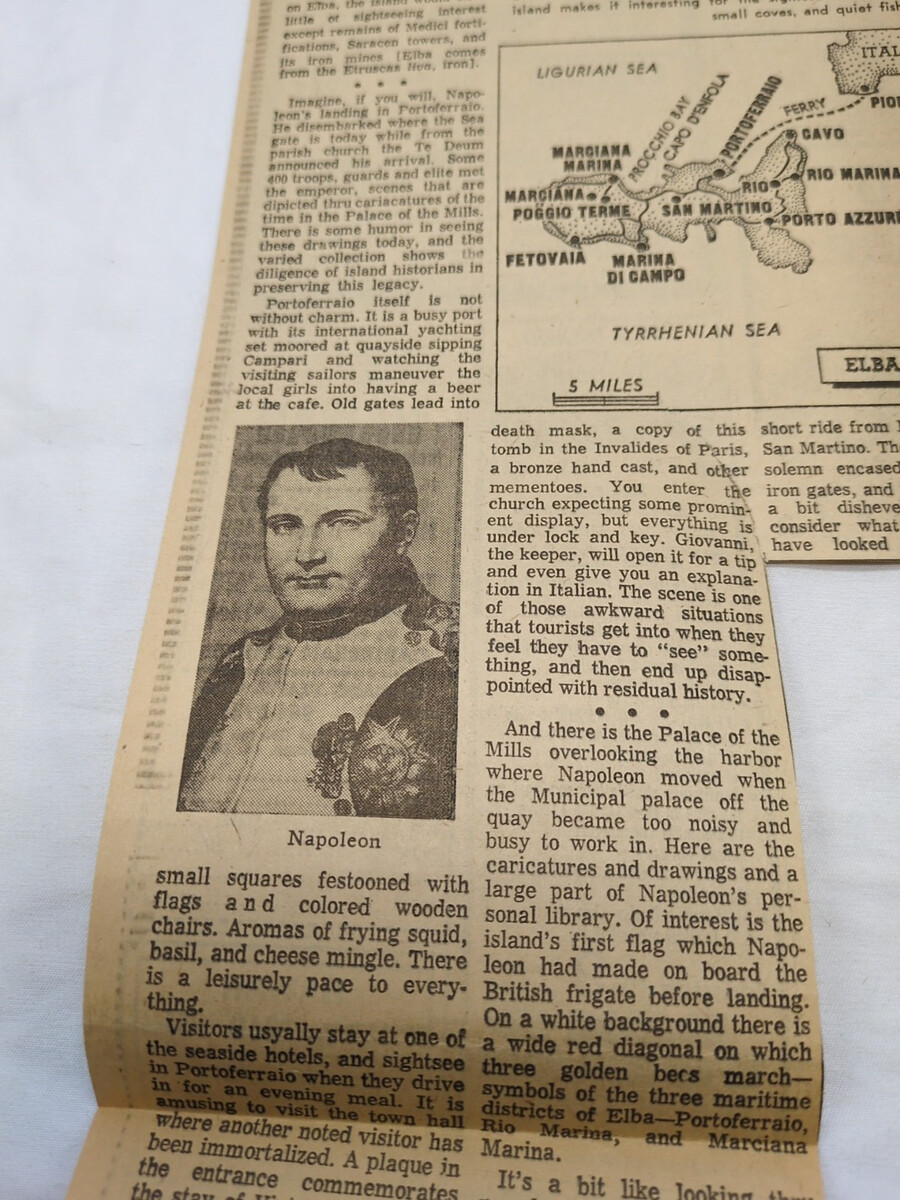 on Elba, the island would
little of sightseeing interest
except remains of Medici forti-
fications, Saracen towers, and
its iron mines [Elba comes
from the Etruscan Ilva, iron].
• • •
Imagine, if you will, Napo-
leon's landing in Portoferraio.
He disembarked where the Sea
gate is today while from the
parish church the Te Deum
announced his arrival. Some
400 troops, guards and elite met
the emperor, scenes that are
dipicted thru cariacatures of the
time in the Palace of the Mills.
There is some humor in seeing
these drawings today, and the
varied collection shows the
diligence of island historians in
preserving this legacy.
Portoferraio itself is not
without charm. It is a busy port
with its international yachting
set moored at quayside sipping
Campari and watching the
visiting sailors maneuver the
local girls into having a beer
at the cafe. Old gates lead into
Napoleon
small squares festooned with
flags and colored wooden
chairs. Aromas of frying squid,
basil, and cheese mingle. There
is a leisurely pace to every-
thing.
Visitors usyally stay at one of
the seaside hotels, and sightsee
in Portoferraio when they drive
in for an evening meal. It is
amusing to visit the town hall
where another noted visitor has
been immortalized. A plaque in
the entrance commemorates
the stay of
island makes it interesting for the
small coves, and quiet fish
LIGURIAN SEA
ITAL
PIO
FERRY
PORTOFERRAIO
CAPO D'ENFOLA
PROCCHIO BAY
CAVO
MARCIANA
MARINA
RIO MARINA
RIO
MARCIANA
POGGIO TERME
SAN MARTINO
PORTO AZZUR
FETOVAIA
MARINA
DI CAMPO
TYRRHENIAN SEA
ELBA
5 MILES
death mask, a copy of this
tomb in the Invalides of Paris,
a bronze hand cast, and other
mementoes. You enter the
church expecting some promin-
ent display, but everything is
under lock and key. Giovanni,
the keeper, will open it for a tip
and even give you an explana-
tion in Italian. The scene is one
of those awkward situations
that tourists get into when they
feel they have to "see" some-
thing, and then end up disap-
pointed with residual history.
• • •
And there is the Palace of the
Mills overlooking the harbor
where Napoleon moved when
the Municipal palace off the
quay became too noisy and
busy to work in. Here are the
caricatures and drawings and a
large part of Napoleon's per-
sonal library. Of interest is the
island's first flag which Napo-
leon had made on board the
British frigate before landing.
On a white background there is
a wide red diagonal on which
three golden bees march—
symbols of the three maritime
districts of Elba—Portoferraio,
Rio Marina, and Marciana
Marina.
It's a bit like looking thru
short ride from
San Martino. Th
solemn encased
iron gates, and
a bit disheve
consider what
have looked